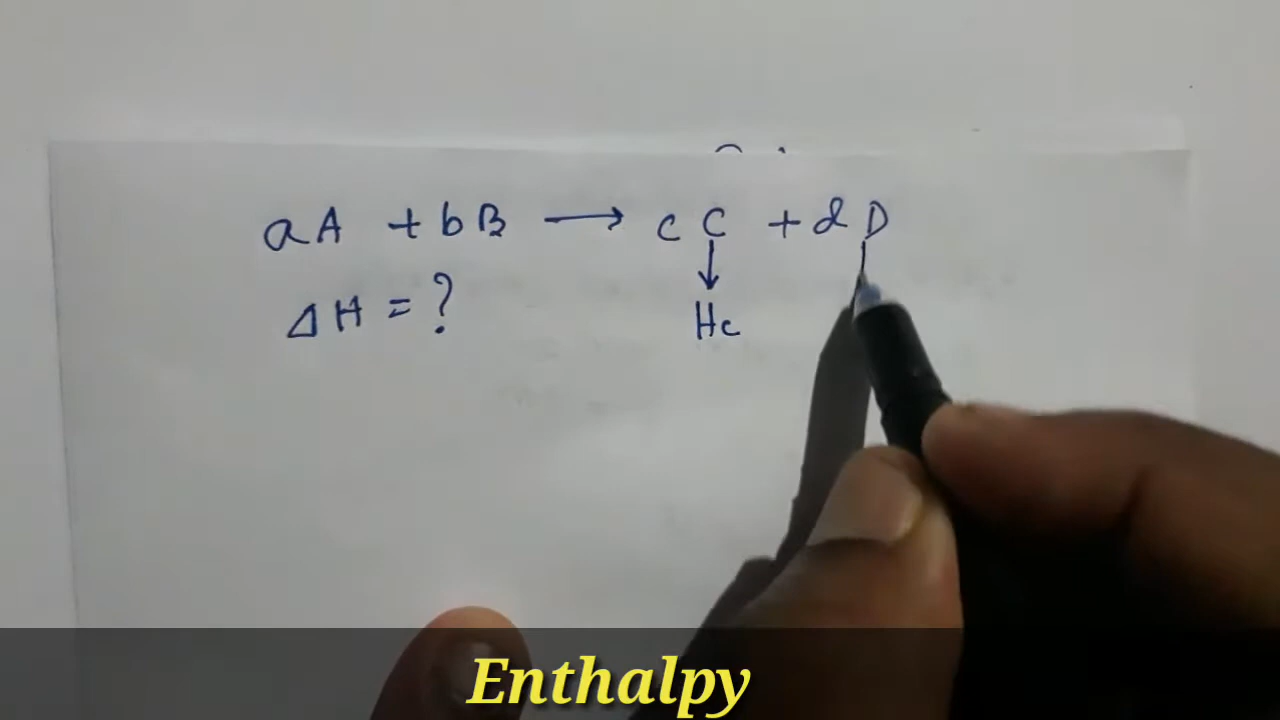 aA + bB → cC + dD
ΔH = ?
Hc
Enthalpy